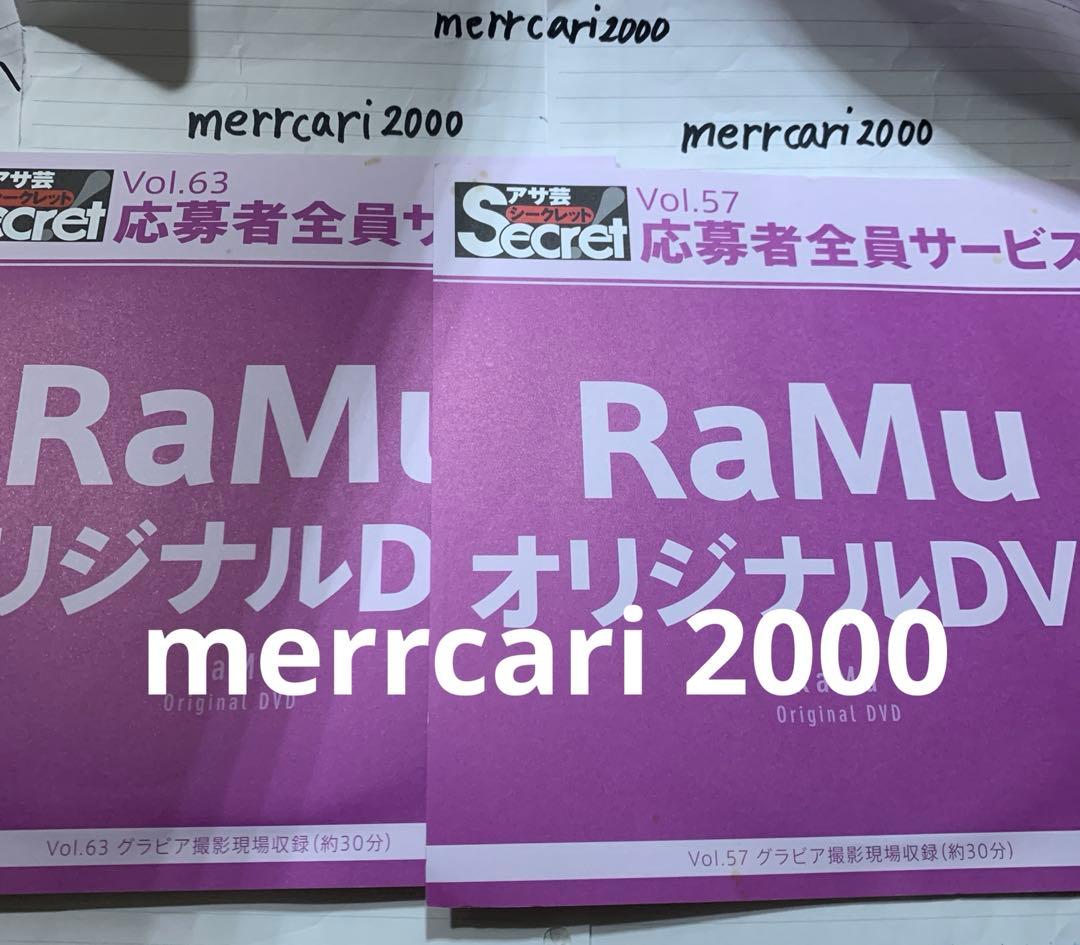 merrcari2000
merrcari2000
merrcari2000
アサ芸
シークレット
ecret
Vol.63
応募者全員サ
RaMu
リジナルD
Original DVD
Vol.63 グラビア撮影現場収録(約30分)
アサ芸
シークレット
Secret
Vol.57
応募者全員サービス
RaMu
オリジナルDV
merrcari 2000
RaMu
Original DVD
Vol.57 グラビア撮影現場収録(約30分)